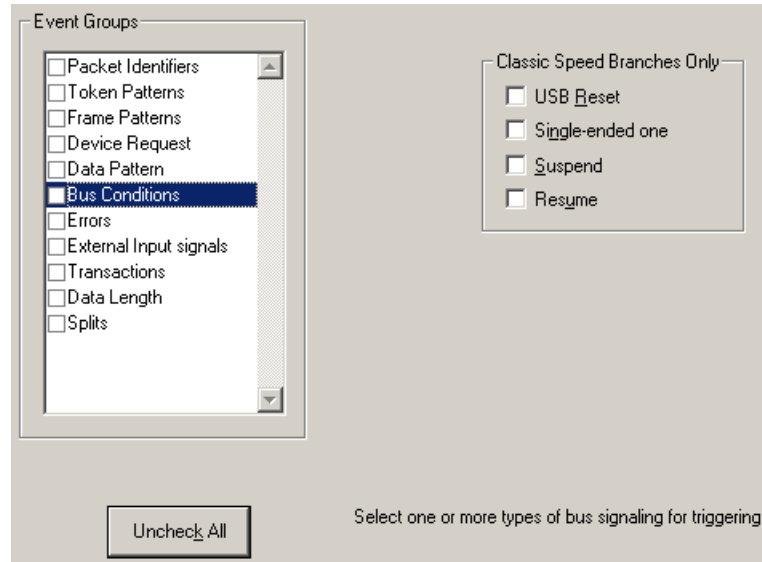 Event Groups
Packet Identifiers
Token Patterns
Frame Patterns
Device Request
Data Pattern
Bus Conditions
Errors
External Input signals
Transactions
Data Length
Splits
Uncheck All
Classic Speed Branches Only
USB Reset
Single-ended one
Suspend
Resume
Select one or more types of bus signaling for triggering